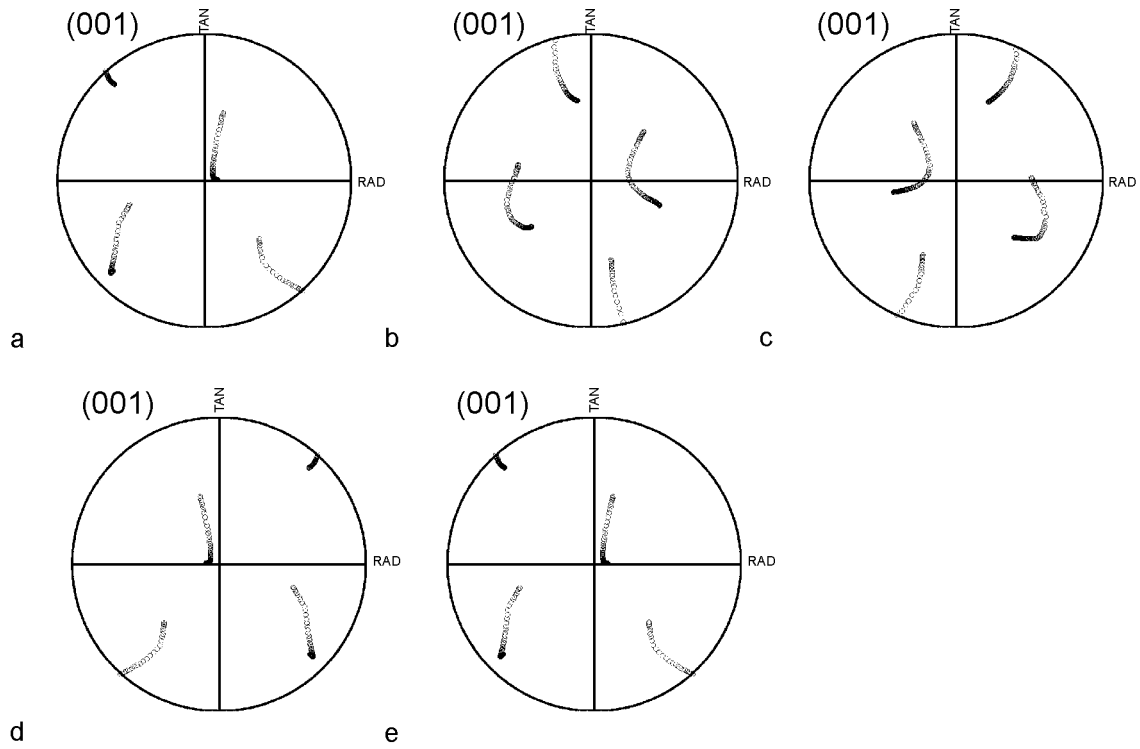 (001)
TAN
RAD
a
(001)
TAN
RAD
b
(001)
TAN
RAD
c
(001)
TAN
RAD
d
(001)
TAN
RAD
e